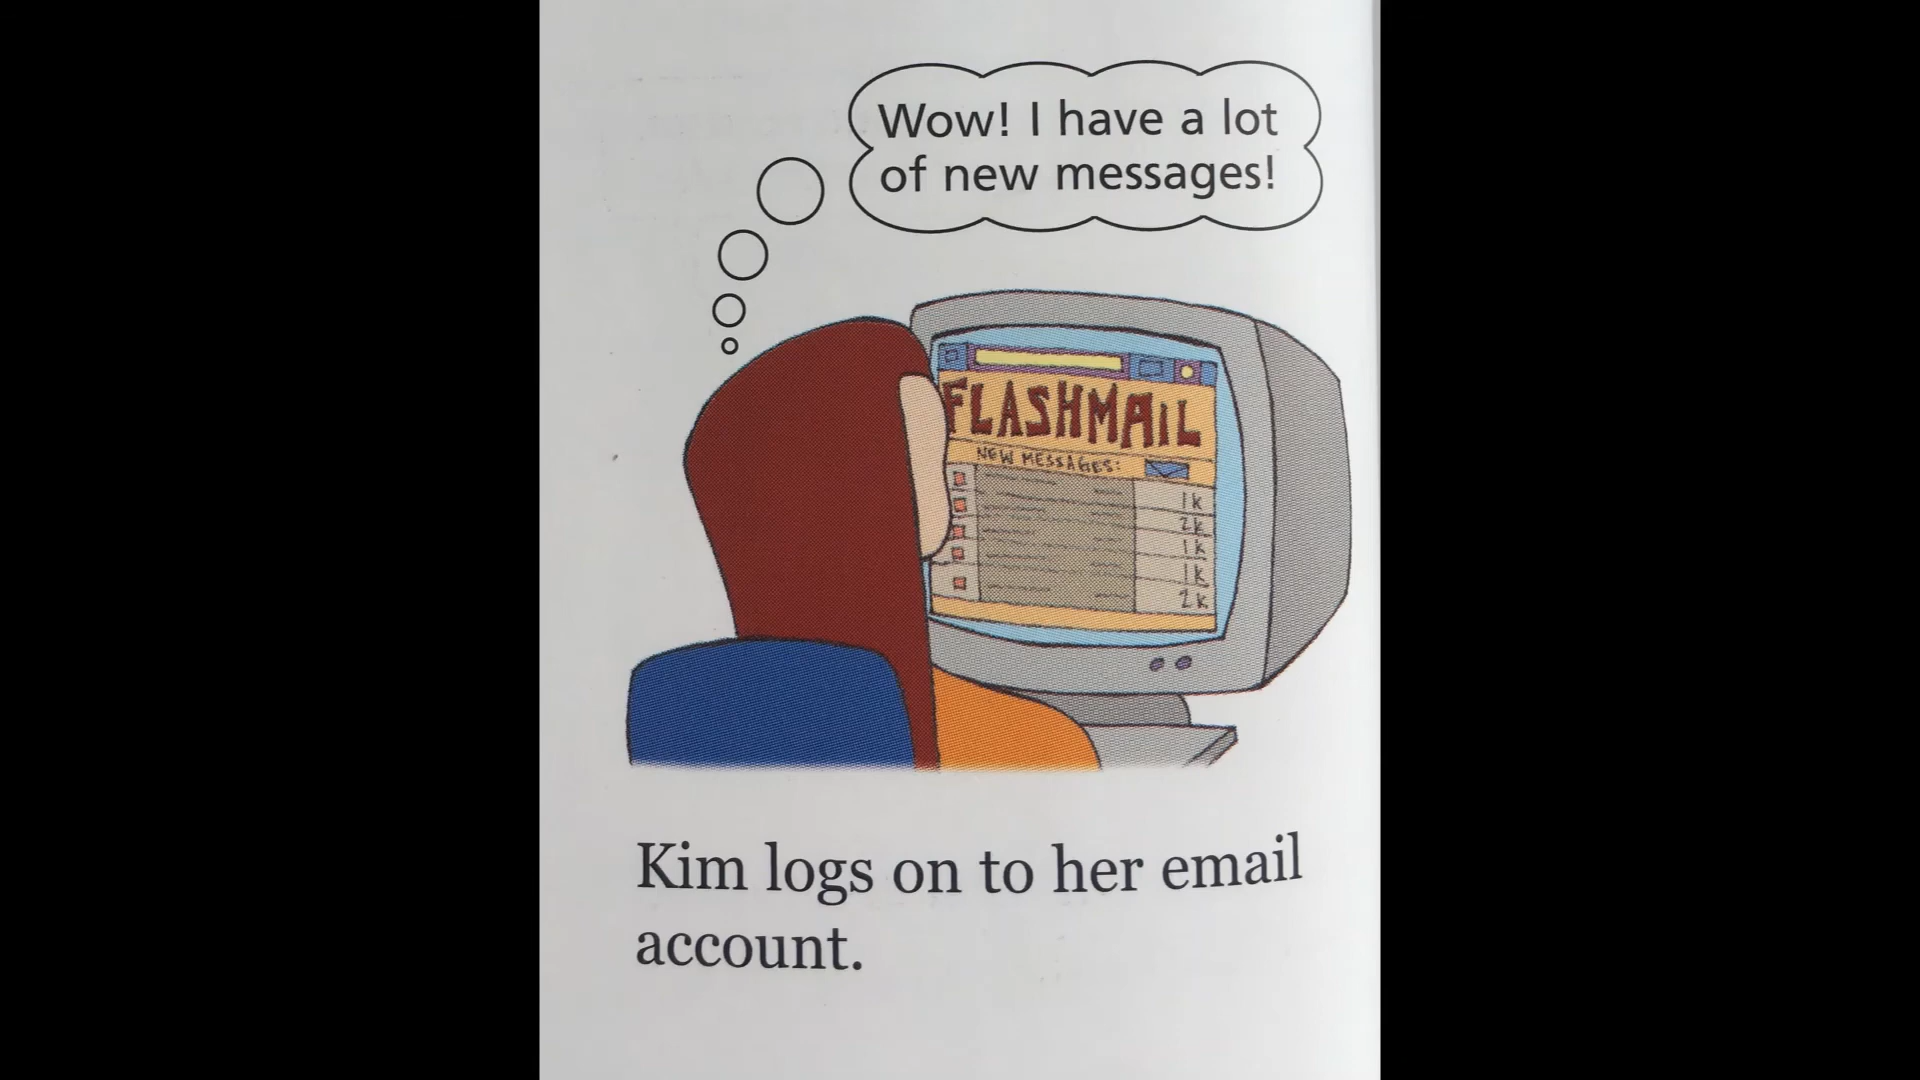 Wow! I have a lot
of new messages!
FLASHMAIL
NEW MESSAGES:
1k
2k
1k
1k
2k
Kim logs on to her email
account.